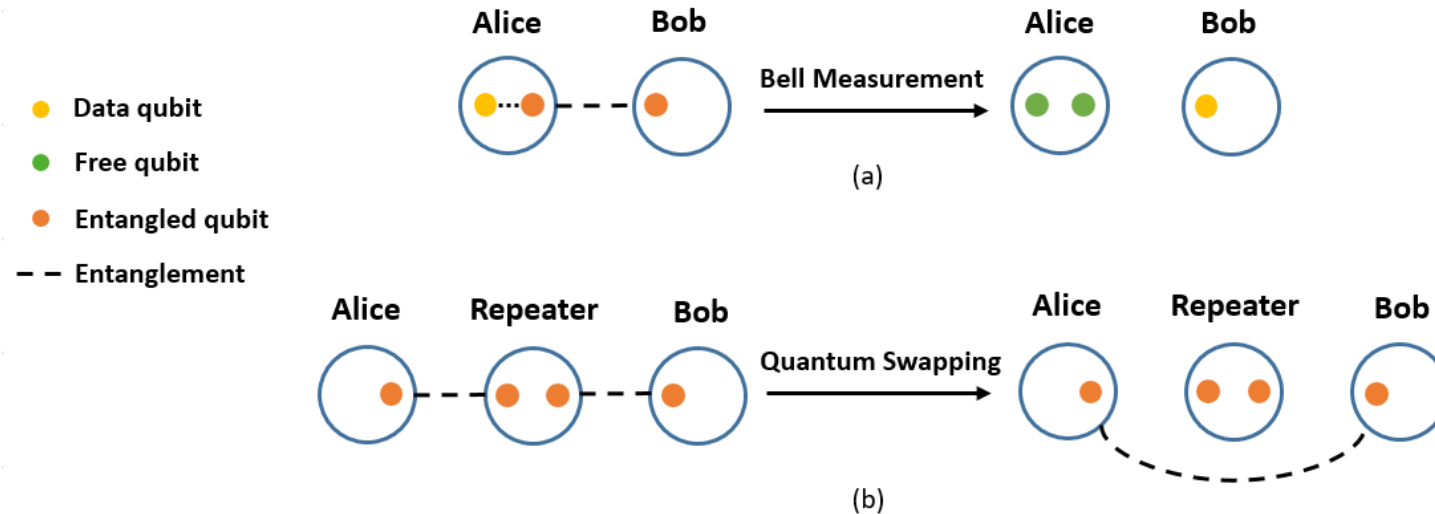 Alice Bob Alice Bob
Data qubit
Free qubit
Entangled qubit
Entanglement
Bell Measurement
(a)
Alice Repeater Bob Alice Repeater Bob
Quantum Swapping
(b)